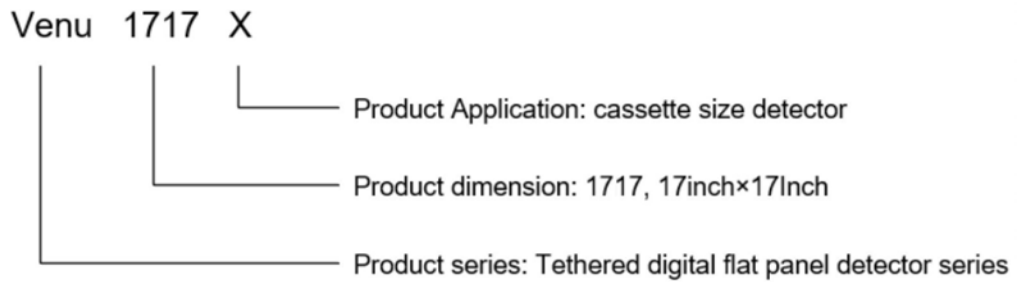 Venu 1717 X
Product Application: cassette size detector
Product dimension: 1717, 17inch×17Inch
Product series: Tethered digital flat panel detector series